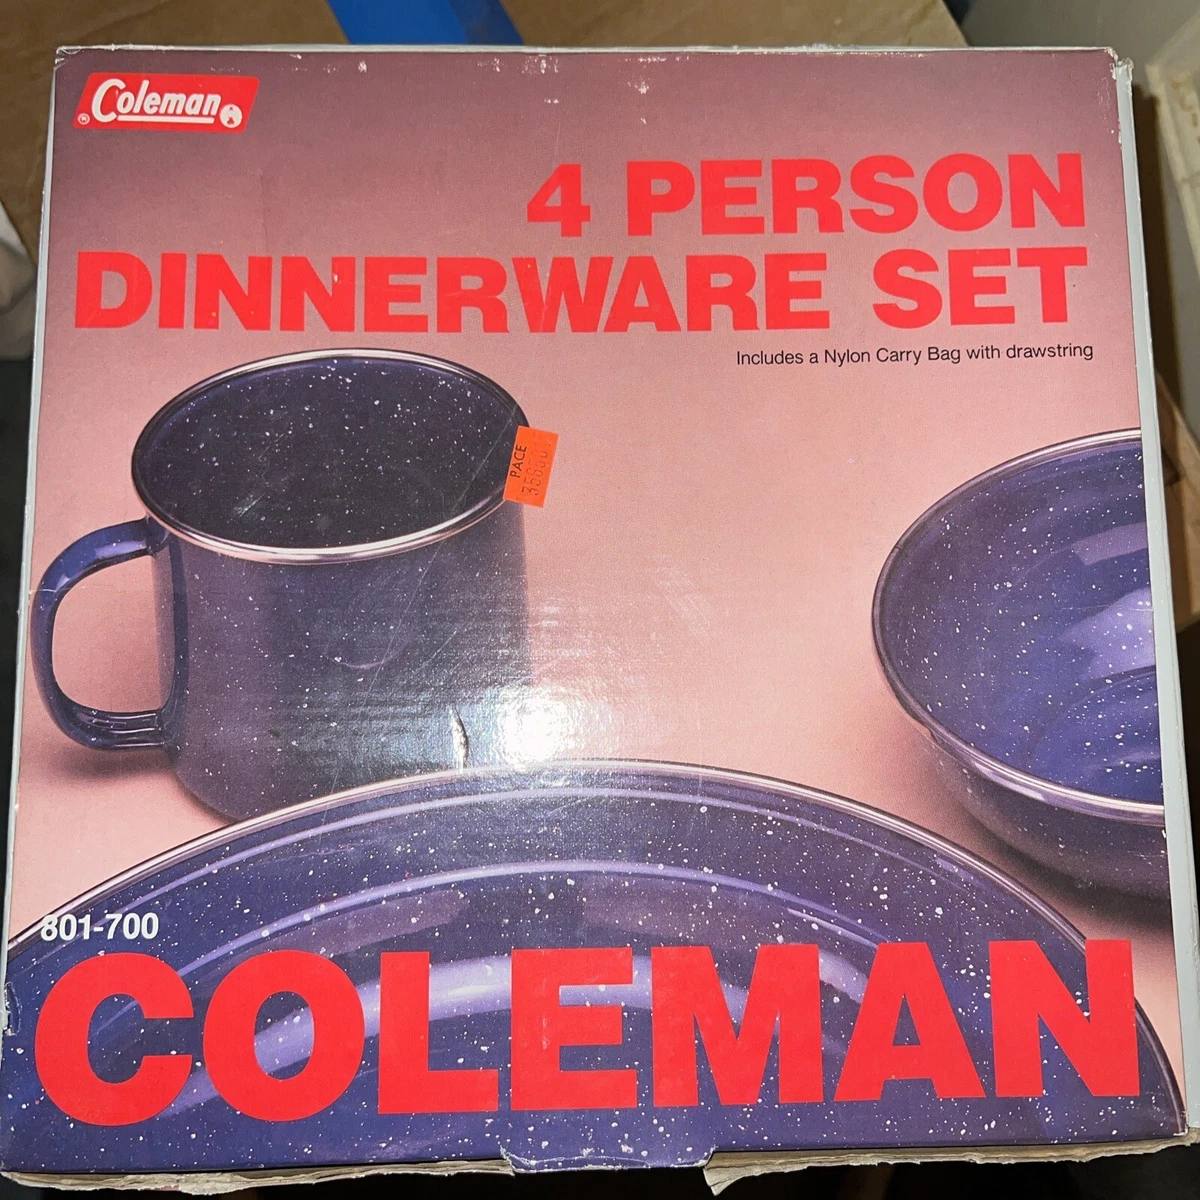 Coleman
4 PERSON
DINNERWARE SET
Includes a Nylon Carry Bag with drawstring
PACE
801-700
COLEMAN